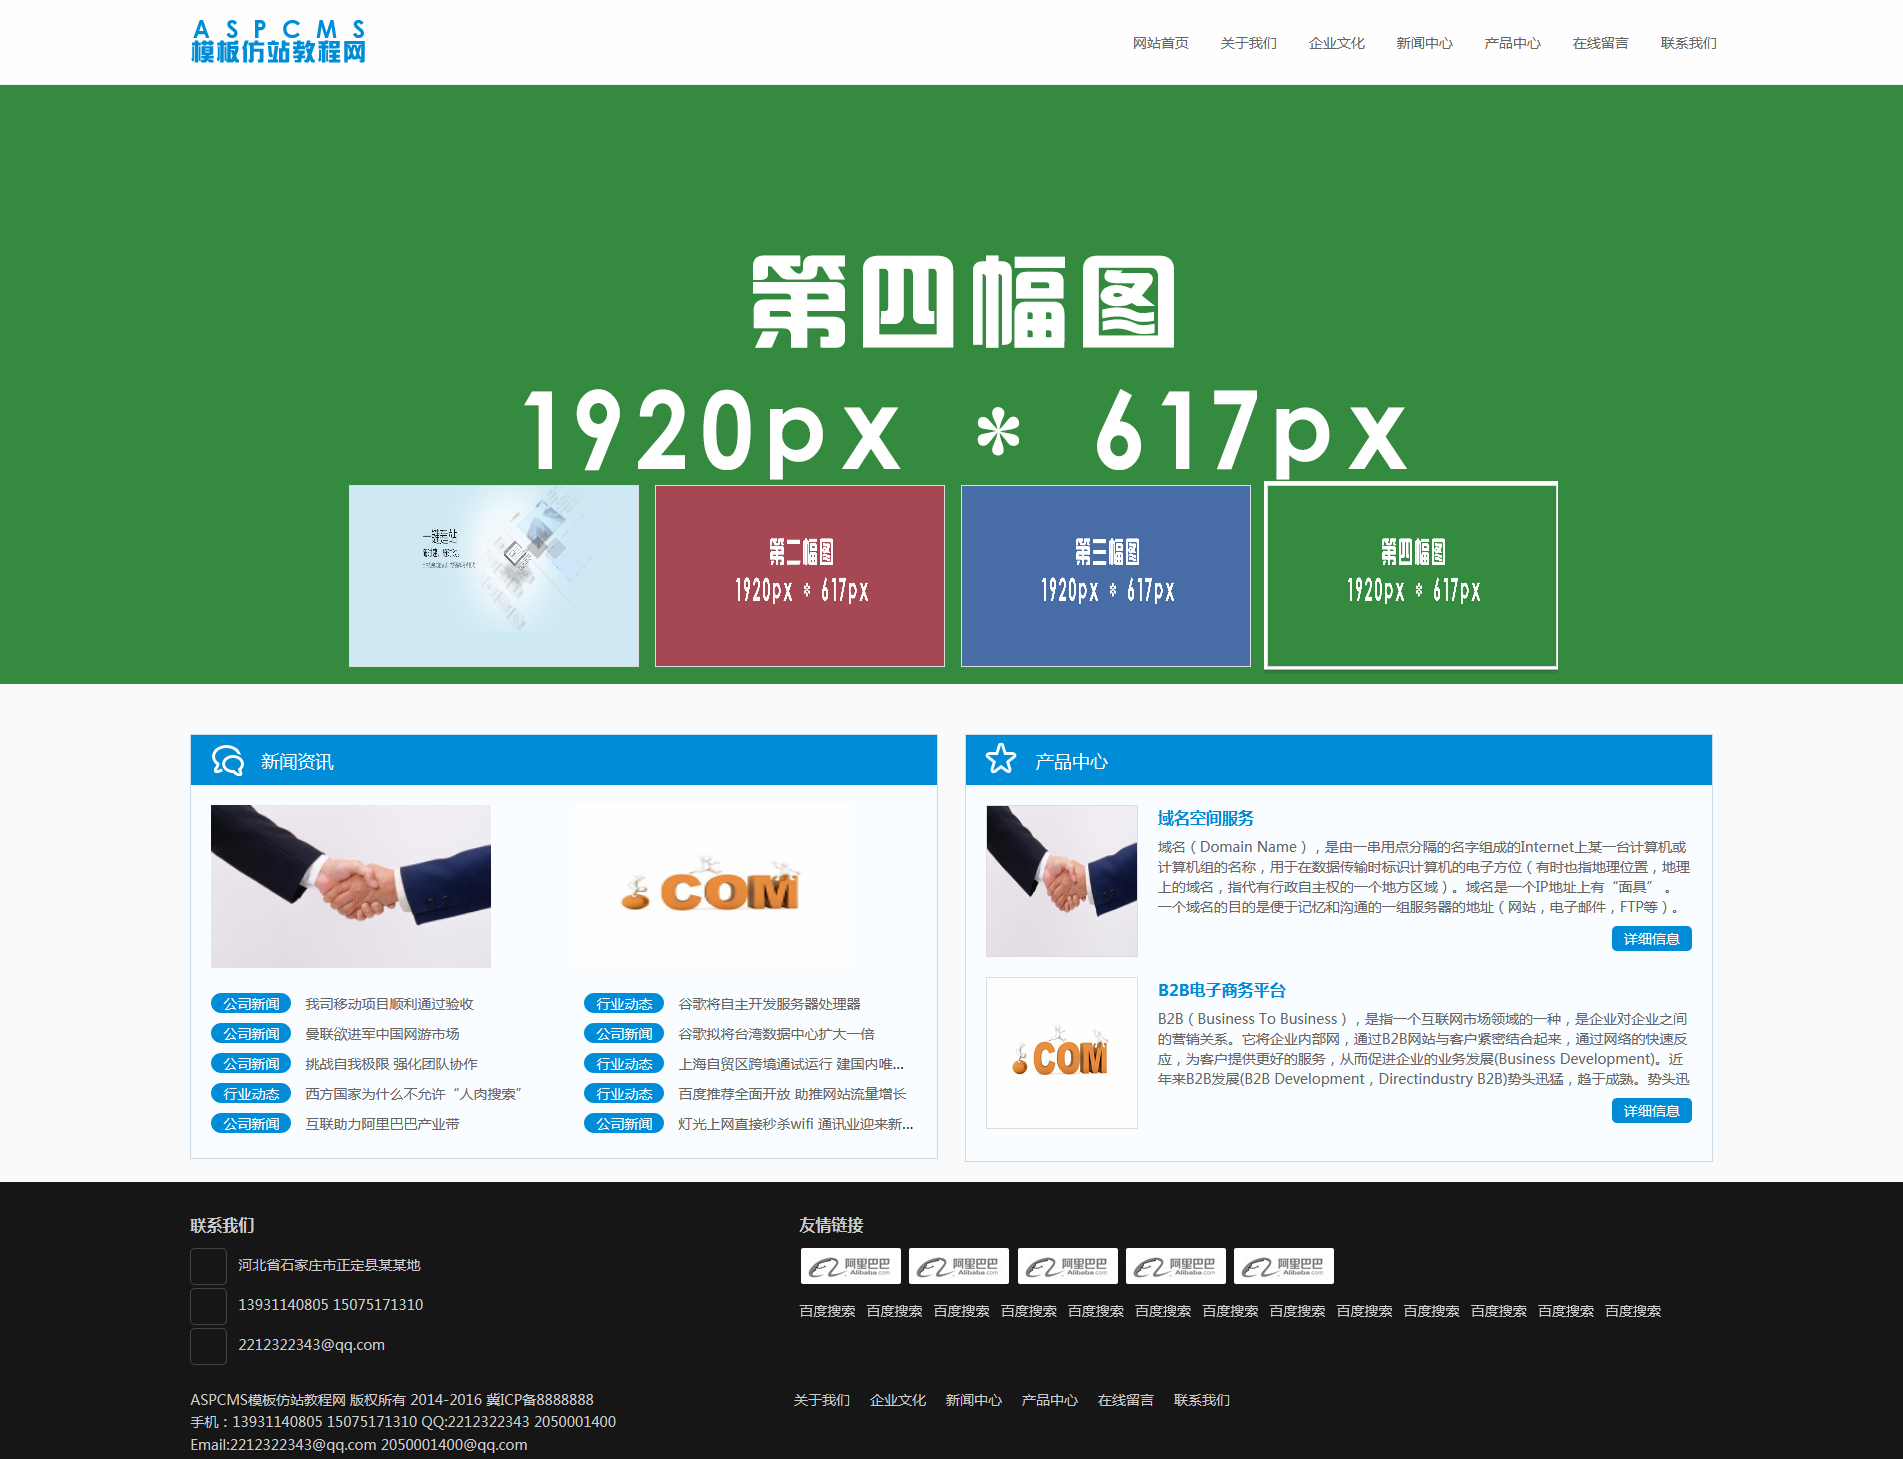 ASPCMS
模板仿站教程网
网站首页 关于我们 企业文化 新闻中心 产品中心 在线留言 联系我们
第四幅图
1920px * 617px
一键建站
第二幅图
1920px * 617px
第三幅图
1920px * 617px
第四幅图
1920px * 617px
新闻资讯
.COM
公司新闻 我司移动项目顺利通过验收
公司新闻 曼联欲进军中国网游市场
公司新闻 挑战自我极限 强化团队协作
行业动态 西方国家为什么不允许“人肉搜索”
公司新闻 互联助力阿里巴巴产业带
行业动态 谷歌将自主开发服务器处理器
公司新闻 谷歌拟将台湾数据中心扩大一倍
行业动态 上海自贸区跨境通试运行 建国内唯...
行业动态 百度推荐全面开放 助推网站流量增长
公司新闻 灯光上网直接秒杀wifi 通讯业迎来新...
产品中心
域名空间服务
域名（Domain Name），是由一串用点分隔的名字组成的Internet上某一台计算机或
计算机组的名称，用于在数据传输时标识计算机的电子方位（有时也指地理位置，地理
上的域名，指代有行政自主权的一个地方区域）。域名是一个IP地址上有“面具” 。
一个域名的目的是便于记忆和沟通的一组服务器的地址（网站，电子邮件，FTP等）。
详细信息
.COM
B2B电子商务平台
B2B（Business To Business），是指一个互联网市场领域的一种，是企业对企业之间
的营销关系。它将企业内部网，通过B2B网站与客户紧密结合起来，通过网络的快速反
应，为客户提供更好的服务，从而促进企业的业务发展(Business Development)。近
年来B2B发展(B2B Development，Directindustry B2B)势头迅猛，趋于成熟。势头迅
详细信息
联系我们
河北省石家庄市正定县某某地
13931140805 15075171310
2212322343@qq.com
友情链接
阿里巴巴 Alibaba.com 阿里巴巴 Alibaba.com 阿里巴巴 Alibaba.com 阿里巴巴 Alibaba.com 阿里巴巴 Alibaba.com
百度搜索 百度搜索 百度搜索 百度搜索 百度搜索 百度搜索 百度搜索 百度搜索 百度搜索 百度搜索 百度搜索 百度搜索 百度搜索
ASPCMS模板仿站教程网 版权所有 2014-2016 冀ICP备8888888
手机：13931140805 15075171310 QQ:2212322343 2050001400
Email:2212322343@qq.com 2050001400@qq.com
关于我们 企业文化 新闻中心 产品中心 在线留言 联系我们